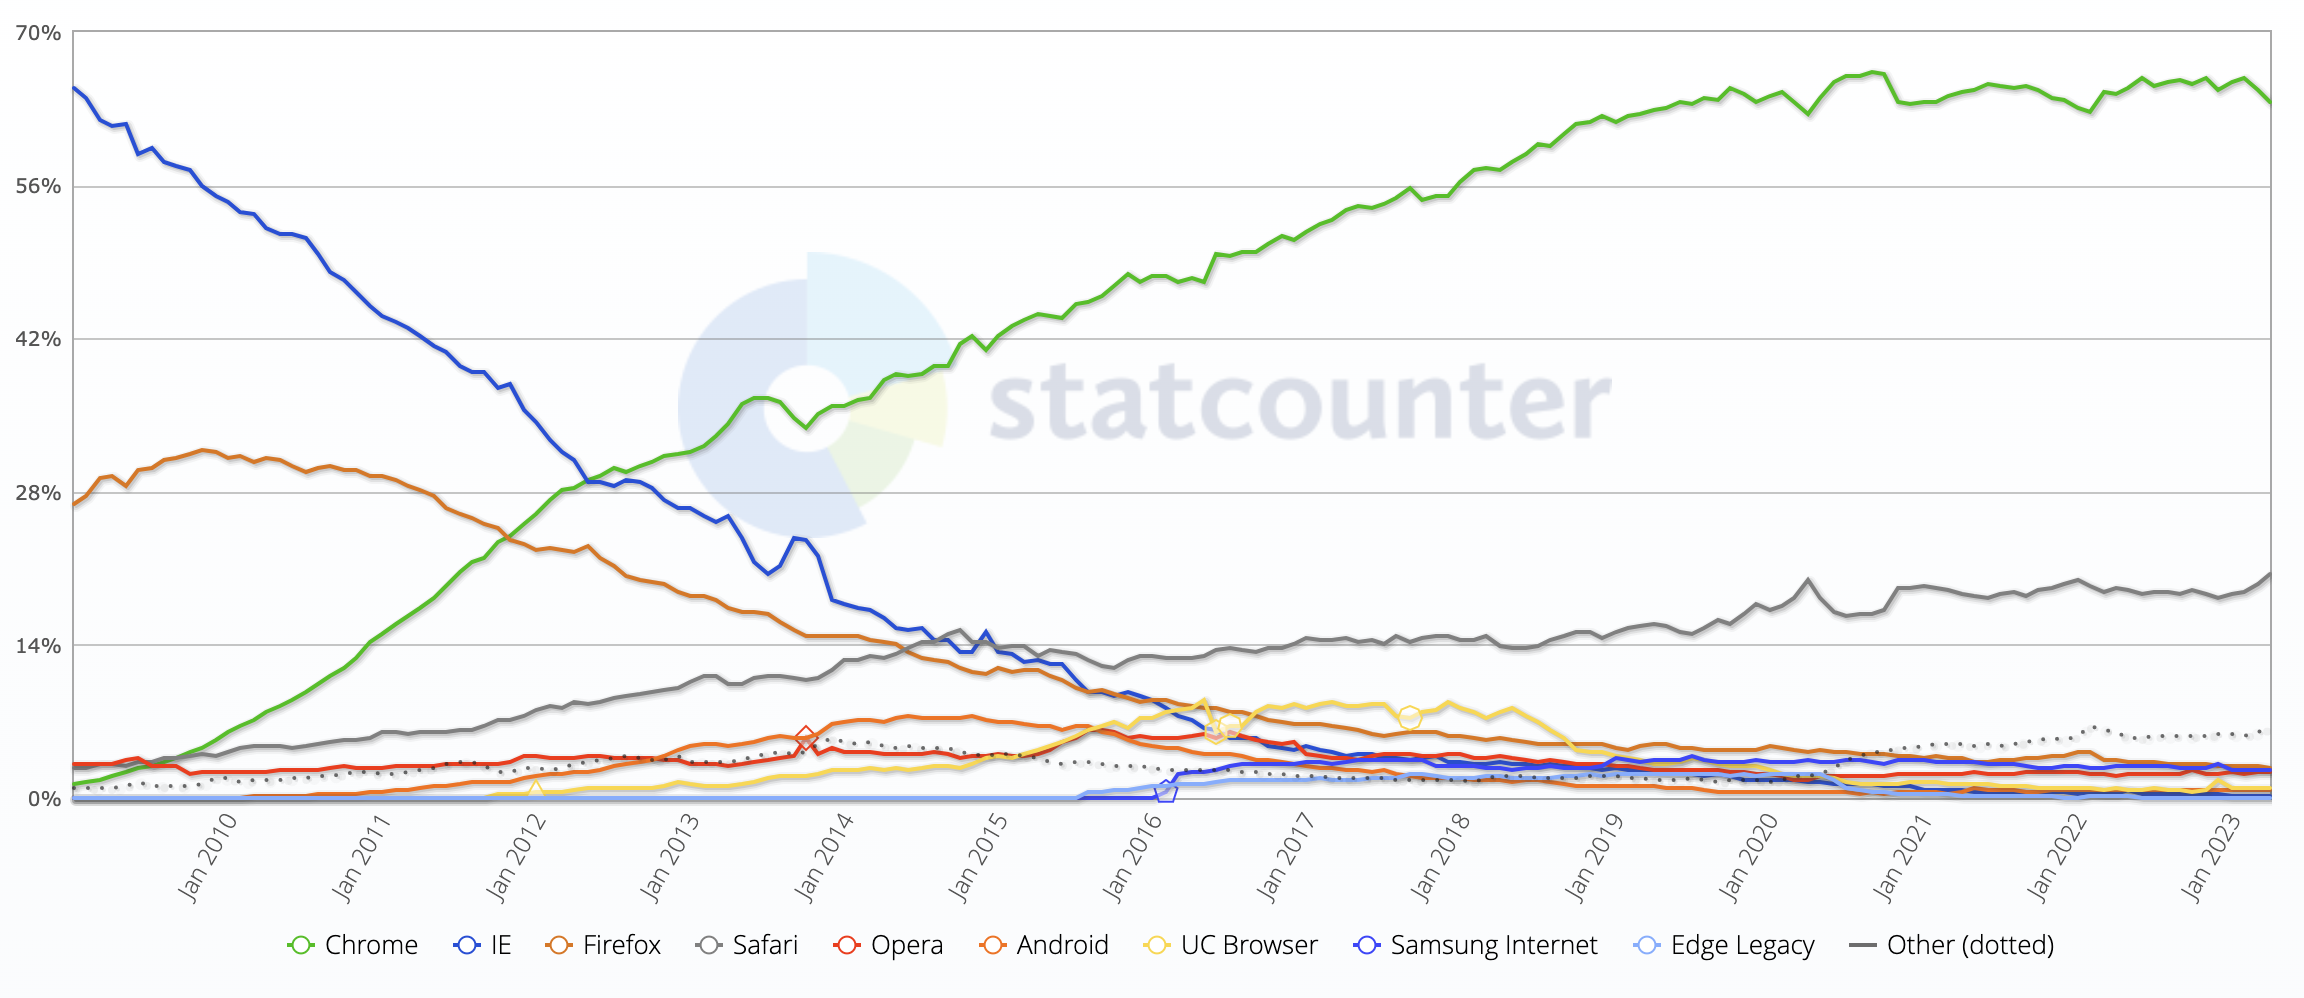 70%
56%
42%
28%
14%
0%
statcounter
Jan 2010
Jan 2011
Jan 2012
Jan 2013
Jan 2014
Jan 2015
Jan 2016
Jan 2017
Jan 2018
Jan 2019
Jan 2020
Jan 2021
Jan 2022
Jan 2023
Chrome IE Firefox Safari Opera Android UC Browser Samsung Internet Edge Legacy Other (dotted)